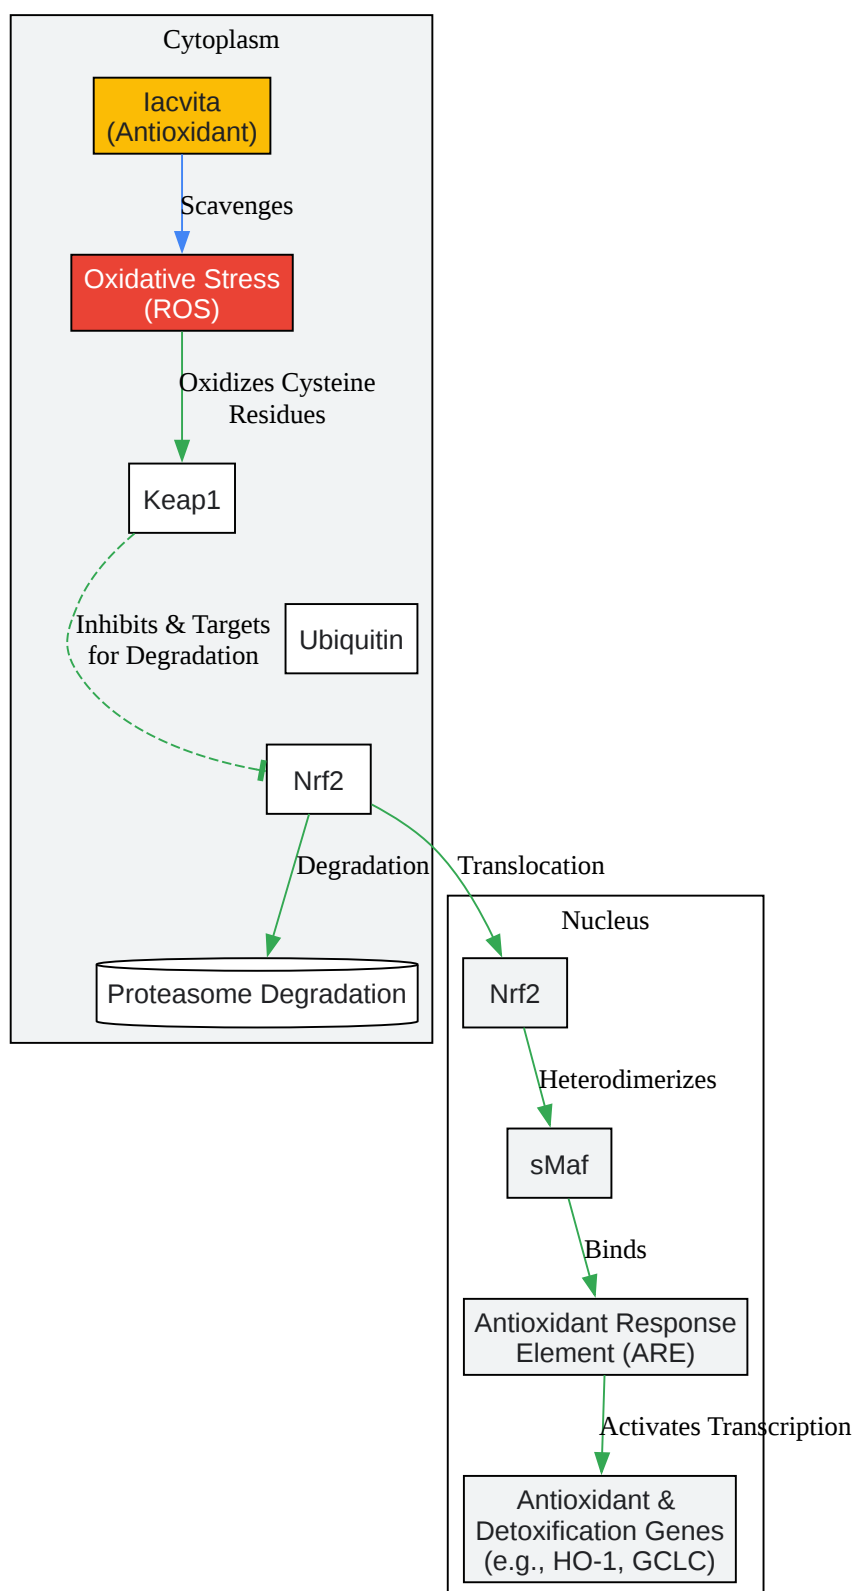 Cytoplasm
Iacvita
(Antioxidant)
Scavenges
Oxidative Stress
(ROS)
Oxidizes Cysteine
Residues
Keap1
Inhibits & Targets
for Degradation
Ubiquitin
Nrf2
Degradation
Translocation
Proteasome Degradation
Nucleus
Nrf2
Heterodimerizes
sMaf
Binds
Antioxidant Response
Element (ARE)
Activates Transcription
Antioxidant &
Detoxification Genes
(e.g., HO-1, GCLC)